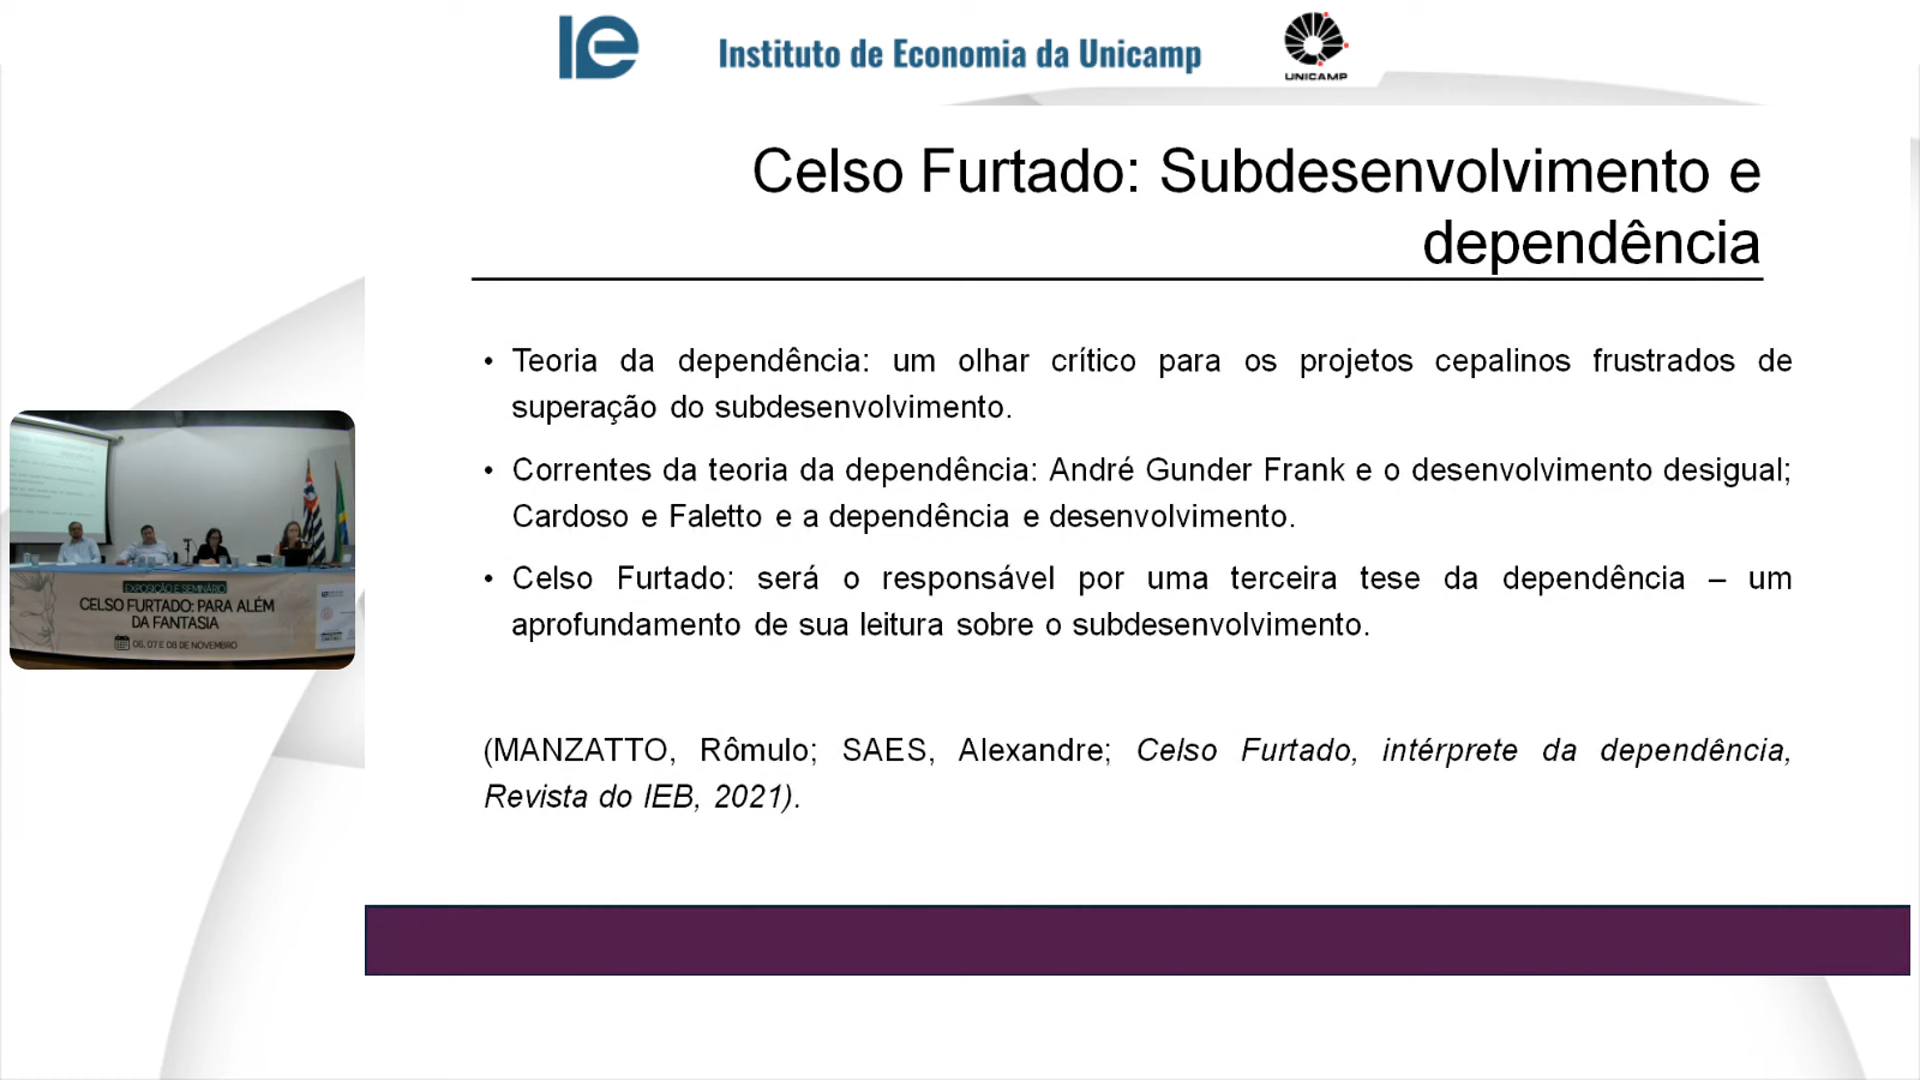 Ie
Instituto de Economia da Unicamp
UNICAMP
Celso Furtado: Subdesenvolvimento e
dependência
• Teoria da dependência: um olhar crítico para os projetos cepalinos frustrados de
superação do subdesenvolvimento.
• Correntes da teoria da dependência: André Gunder Frank e o desenvolvimento desigual;
Cardoso e Faletto e a dependência e desenvolvimento.
• Celso Furtado: será o responsável por uma terceira tese da dependência – um
aprofundamento de sua leitura sobre o subdesenvolvimento.
(MANZATTO, Rômulo; SAES, Alexandre; Celso Furtado, intérprete da dependência,
Revista do IEB, 2021).
EXPOSIÇÃO E SEMINÁRIO
CELSO FURTADO: PARA ALÉM
DA FANTASIA
06, 07 E 08 DE NOVEMBRO